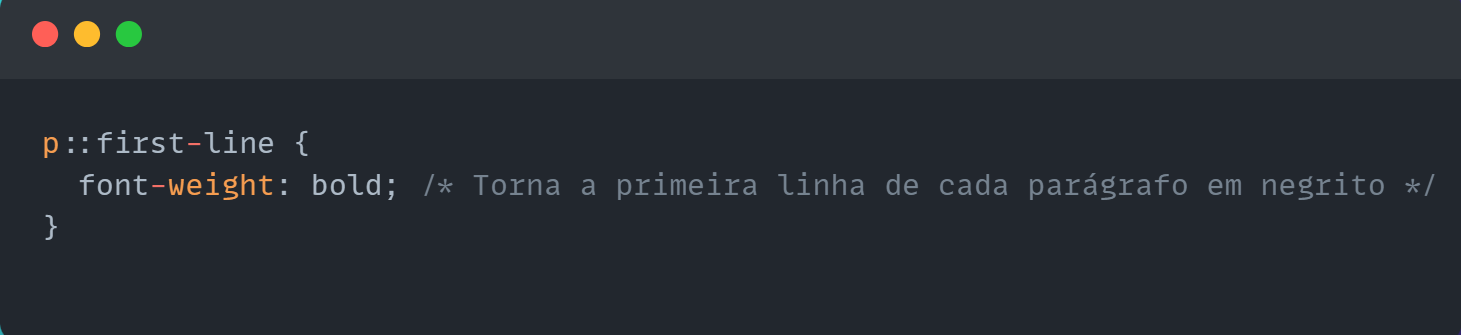 p::first-line {
  font-weight: bold; /* Torna a primeira linha de cada parágrafo em negrito */
}